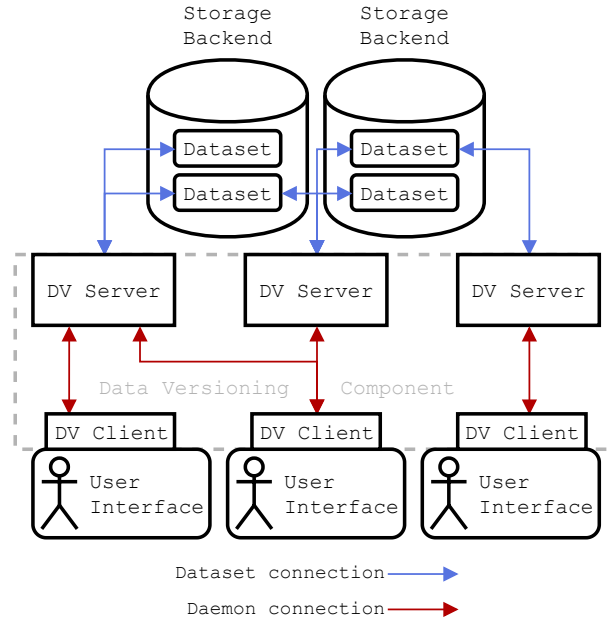 Storage Backend
Storage Backend
Dataset
Dataset
Dataset
Dataset
DV Server
DV Server
DV Server
Data Versioning Component
DV Client
DV Client
DV Client
User Interface
User Interface
User Interface
Dataset connection
Daemon connection